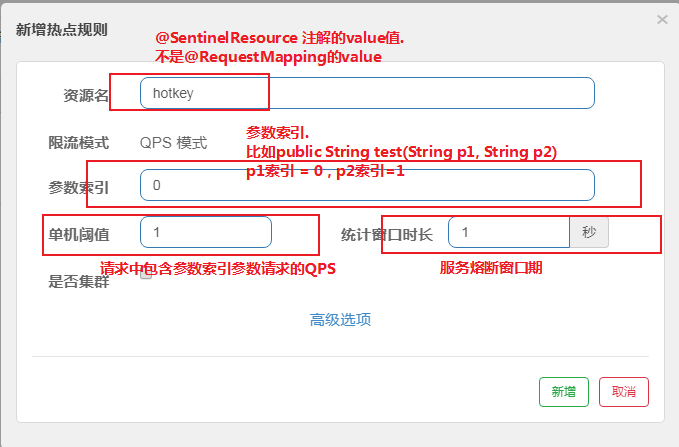 新增热点规则
×
@SentinelResource 注解的value值.
不是@RequestMapping的value
资源名
hotkey
限流模式
QPS 模式
参数索引.
比如public String test(String p1, String p2)
p1索引 = 0 , p2索引=1
参数索引
0
单机阈值
1
统计窗口时长
1
秒
请求中包含参数索引参数请求的QPS
服务熔断窗口期
是否集群
高级选项
新增
取消